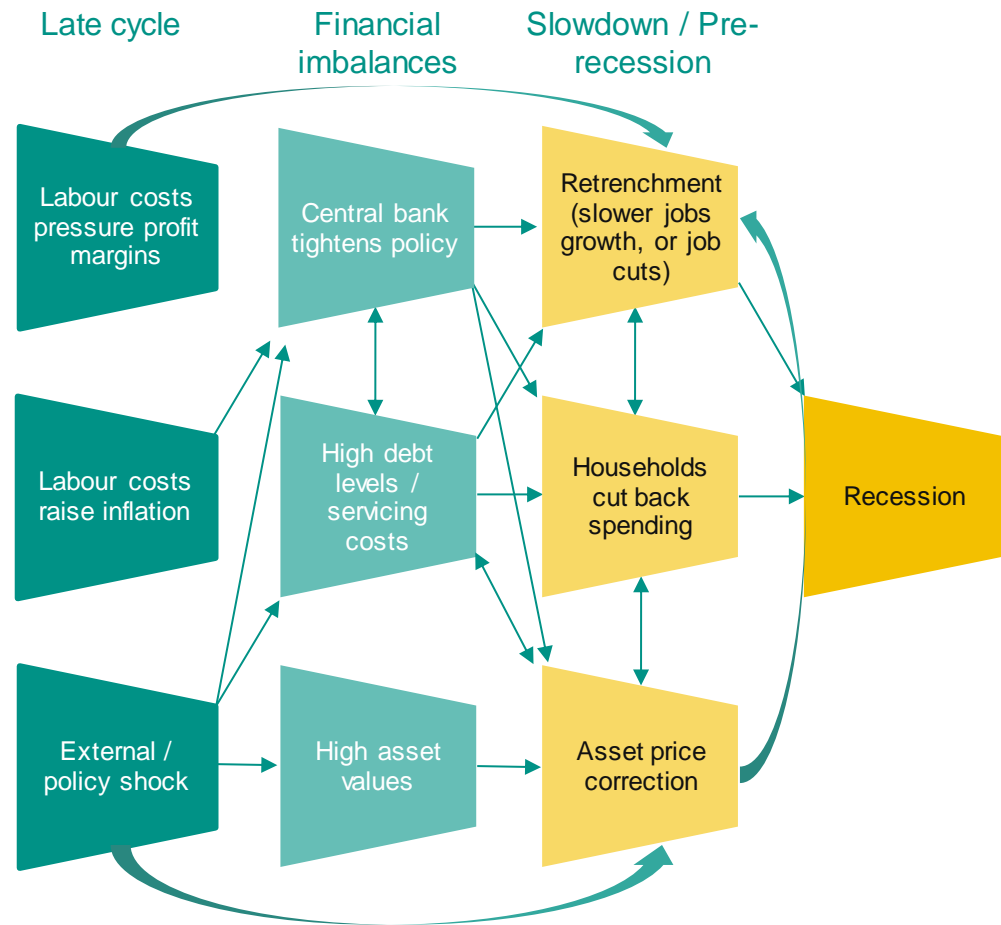 Late cycle
Financial
imbalances
Slowdown / Pre-
recession
Labour costs
pressure profit
margins
Central bank
tightens policy
Retrenchment
(slower jobs
growth, or job
cuts)
Labour costs
raise inflation
High debt
levels /
servicing
costs
Households
cut back
spending
Recession
External /
policy shock
High asset
values
Asset price
correction